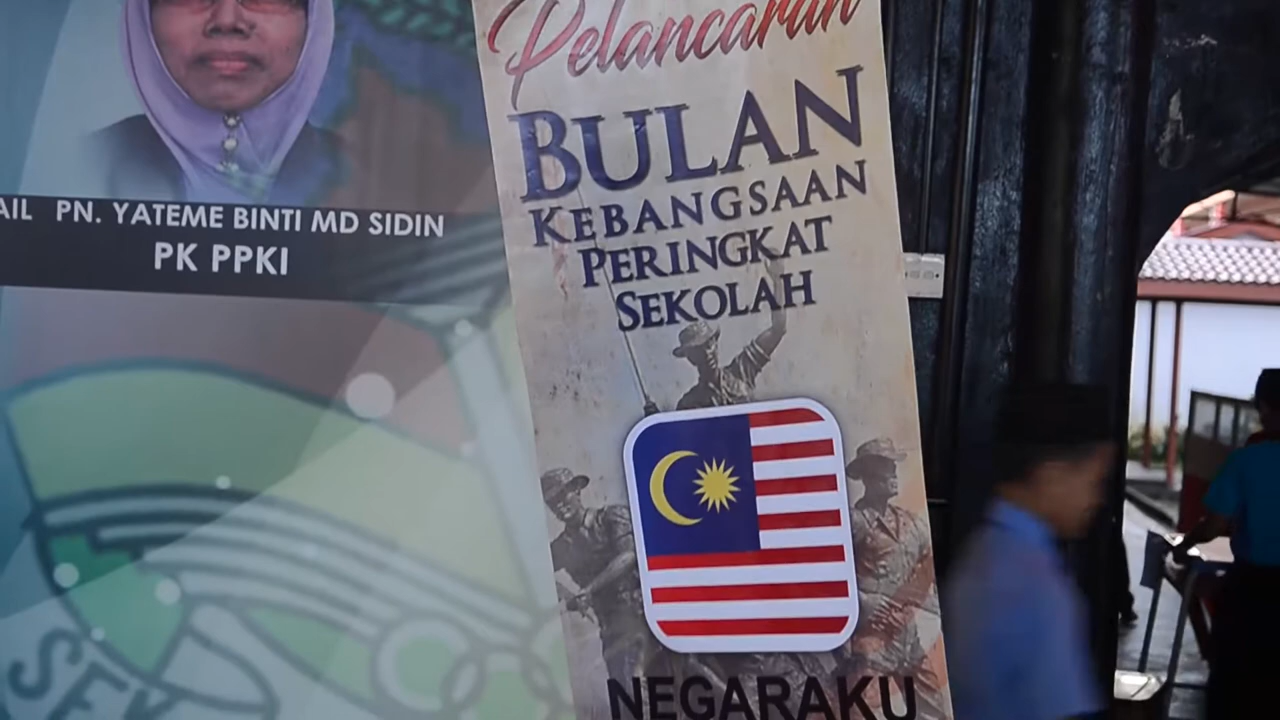 PN. YATEME BINTI MD SIDIN
PK PPKI
Pelancaran
BULAN
KEBANGSAAN
PERINGKAT
SEKOLAH
NEGARAKU